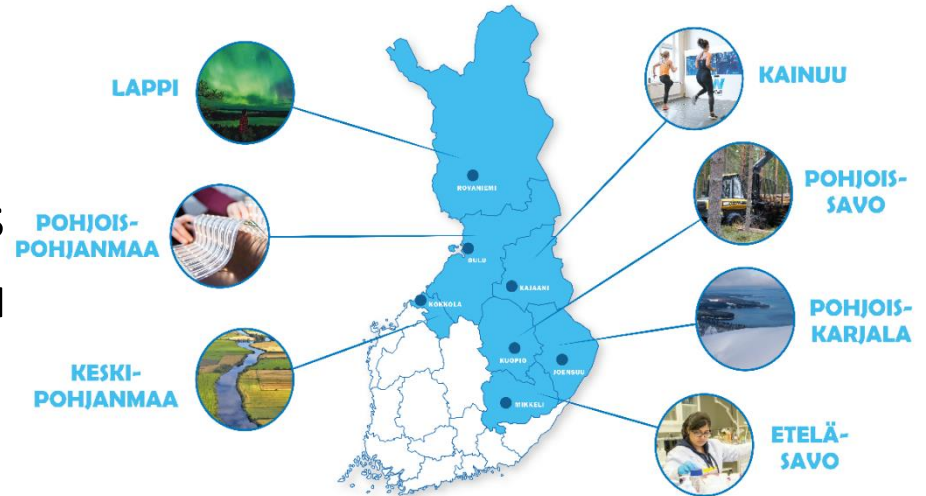 LAPPI
KAINUU
ROVANIEMI
POHJOIS-
SAVO
POHJOIS-
POHJANMAA
OULU
KAJAANI
KOKKOLA
POHJOIS-
KARJALA
KUOPIO
JOENSUU
KESKI-
POHJANMAA
MIKKELI
ETELÄ-
SAVO